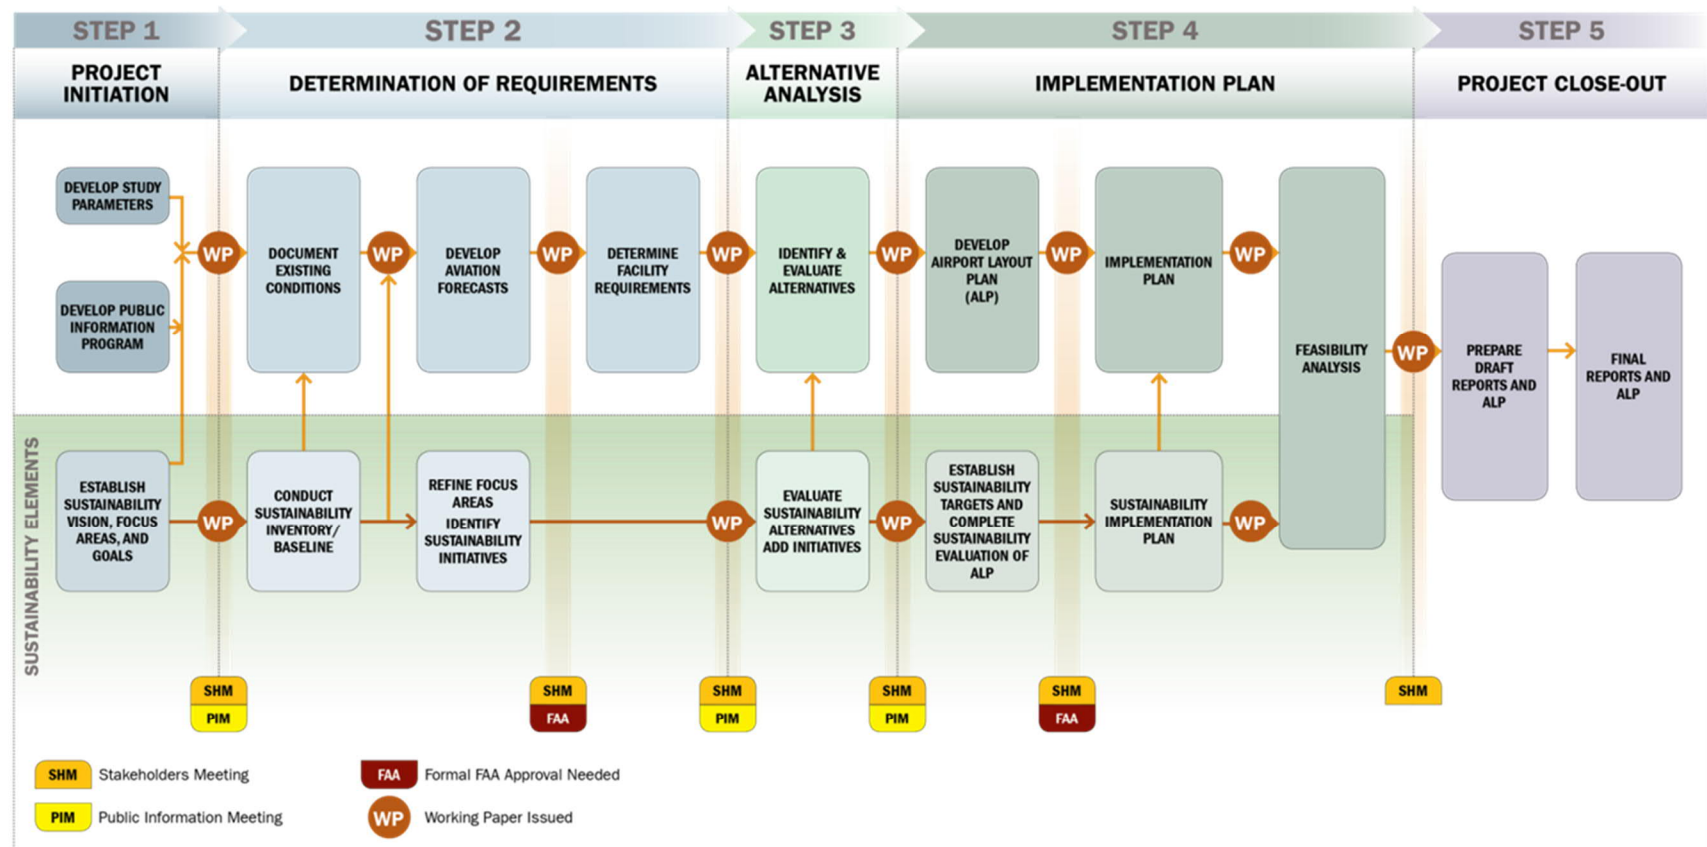 STEP 1
STEP 2
STEP 3
STEP 4
STEP 5
PROJECT
INITIATION
DETERMINATION OF REQUIREMENTS
ALTERNATIVE
ANALYSIS
IMPLEMENTATION PLAN
PROJECT CLOSE-OUT
DEVELOP STUDY
PARAMETERS
DEVELOP PUBLIC
INFORMATION
PROGRAM
WP
DOCUMENT
EXISTING
CONDITIONS
WP
DEVELOP
AVIATION
FORECASTS
WP
DETERMINE
FACILITY
REQUIREMENTS
WP
IDENTIFY &
EVALUATE
ALTERNATIVES
WP
DEVELOP
AIRPORT LAYOUT
PLAN
(ALP)
WP
IMPLEMENTATION
PLAN
WP
FEASIBILITY
ANALYSIS
WP
PREPARE
DRAFT
REPORTS AND
ALP
FINAL
REPORTS AND
ALP
SUSTAINABILITY ELEMENTS
ESTABLISH
SUSTAINABILITY
VISION, FOCUS
AREAS, AND
GOALS
WP
CONDUCT
SUSTAINABILITY
INVENTORY/
BASELINE
REFINE FOCUS
AREAS
IDENTIFY
SUSTAINABILITY
INITIATIVES
WP
EVALUATE
SUSTAINABILITY
ALTERNATIVES
ADD INITIATIVES
WP
ESTABLISH
SUSTAINABILITY
TARGETS AND
COMPLETE
SUSTAINABILITY
EVALUATION OF
ALP
SUSTAINABILITY
IMPLEMENTATION
PLAN
WP
SHM
PIM
SHM
FAA
SHM
PIM
SHM
PIM
SHM
FAA
SHM
SHM Stakeholders Meeting
FAA Formal FAA Approval Needed
PIM Public Information Meeting
WP Working Paper Issued